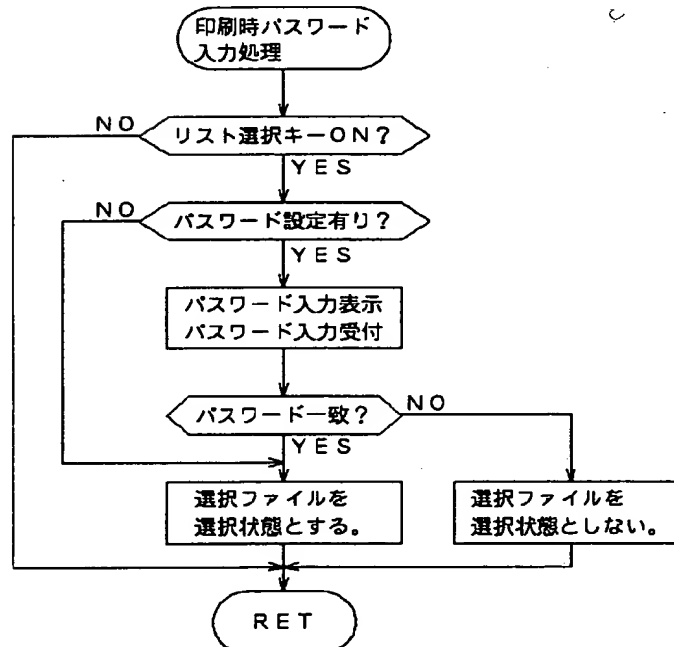 印刷時パスワード
入力処理
NO
リスト選択キーON?
YES
NO
パスワード設定有り?
YES
パスワード入力表示
パスワード入力受付
パスワード一致?
NO
YES
選択ファイルを
選択状態とする。
選択ファイルを
選択状態としない。
RET